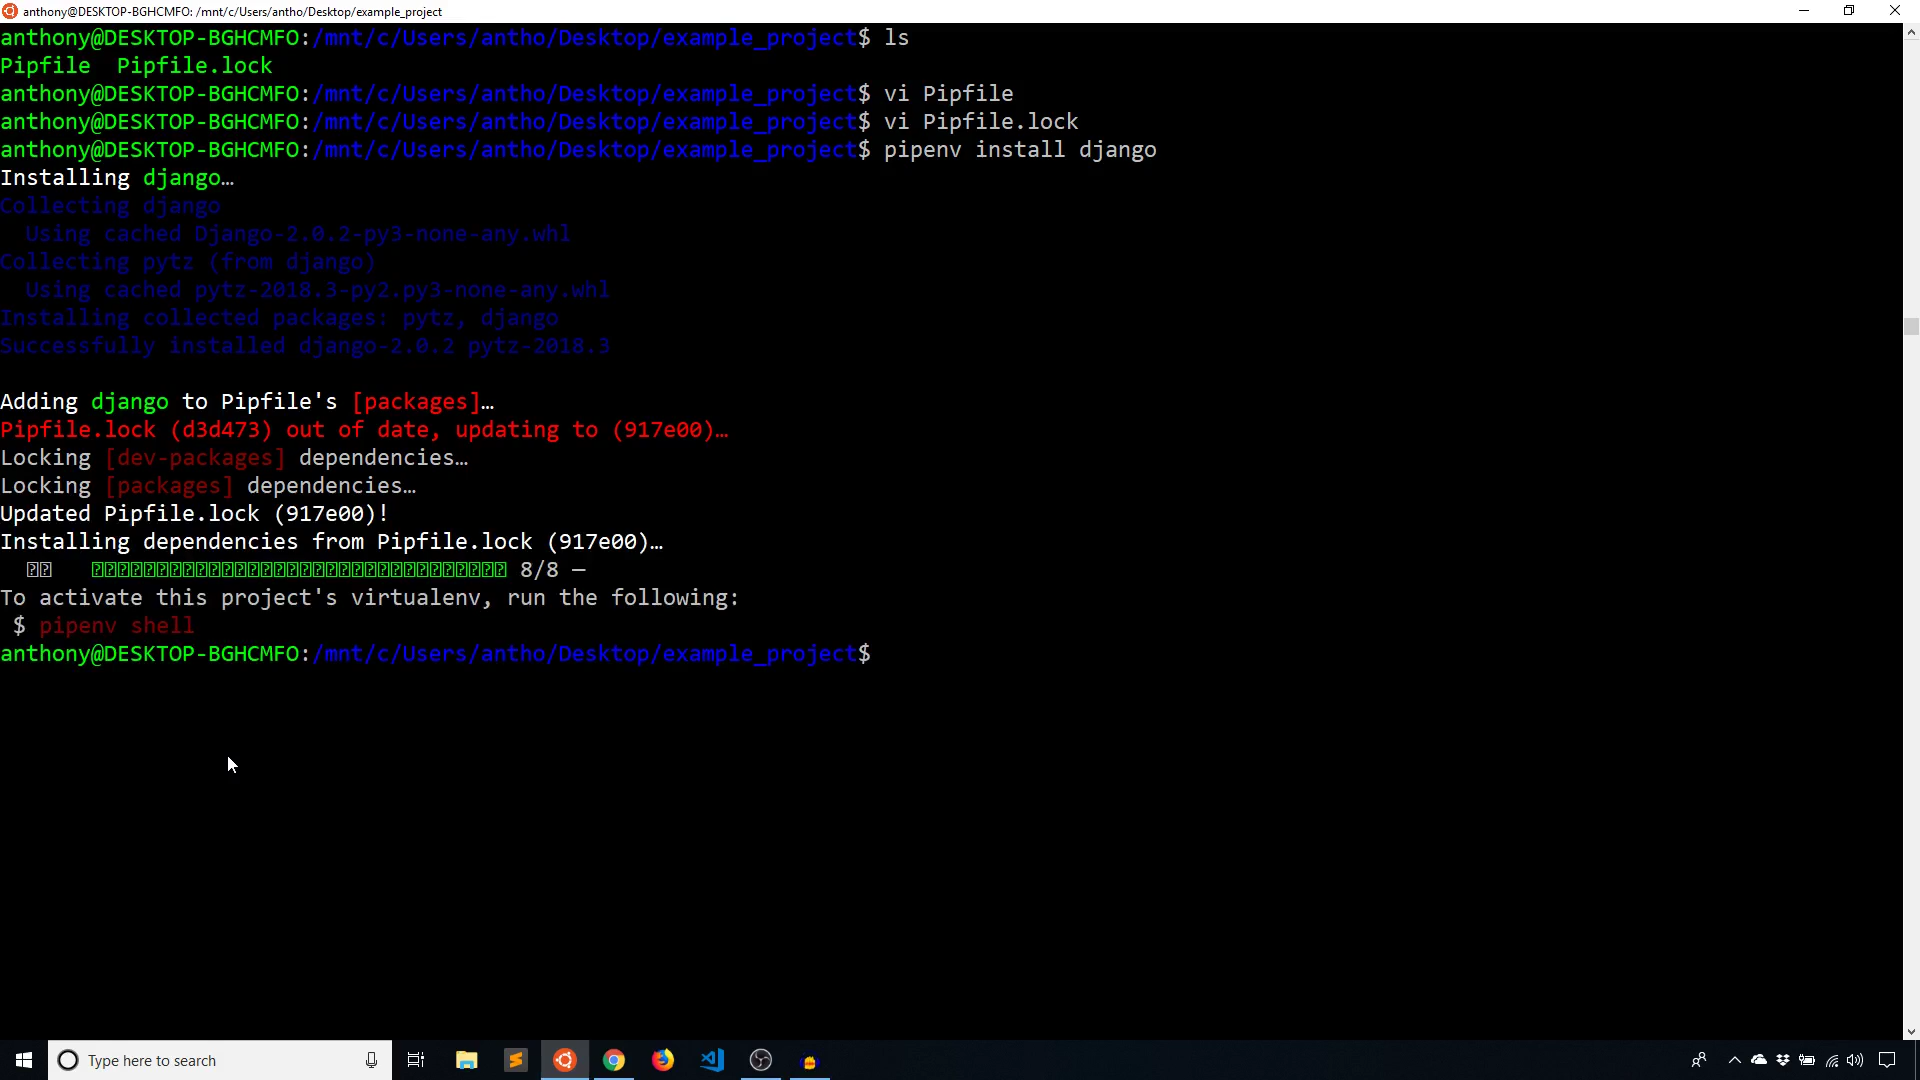 anthony@DESKTOP-BGHCMFO: /mnt/c/Users/antho/Desktop/example_project
anthony@DESKTOP-BGHCMFO:/mnt/c/Users/antho/Desktop/example_project$ ls
Pipfile  Pipfile.lock
anthony@DESKTOP-BGHCMFO:/mnt/c/Users/antho/Desktop/example_project$ vi Pipfile
anthony@DESKTOP-BGHCMFO:/mnt/c/Users/antho/Desktop/example_project$ vi Pipfile.lock
anthony@DESKTOP-BGHCMFO:/mnt/c/Users/antho/Desktop/example_project$ pipenv install django
Installing django…
Collecting django
  Using cached Django-2.0.2-py3-none-any.whl
Collecting pytz (from django)
  Using cached pytz-2018.3-py2.py3-none-any.whl
Installing collected packages: pytz, django
Successfully installed django-2.0.2 pytz-2018.3
Adding django to Pipfile's [packages]…
Pipfile.lock (d3d473) out of date, updating to (917e00)…
Locking [dev-packages] dependencies…
Locking [packages] dependencies…
Updated Pipfile.lock (917e00)!
Installing dependencies from Pipfile.lock (917e00)…
8/8 —
To activate this project's virtualenv, run the following:
 $ pipenv shell
anthony@DESKTOP-BGHCMFO:/mnt/c/Users/antho/Desktop/example_project$
Type here to search